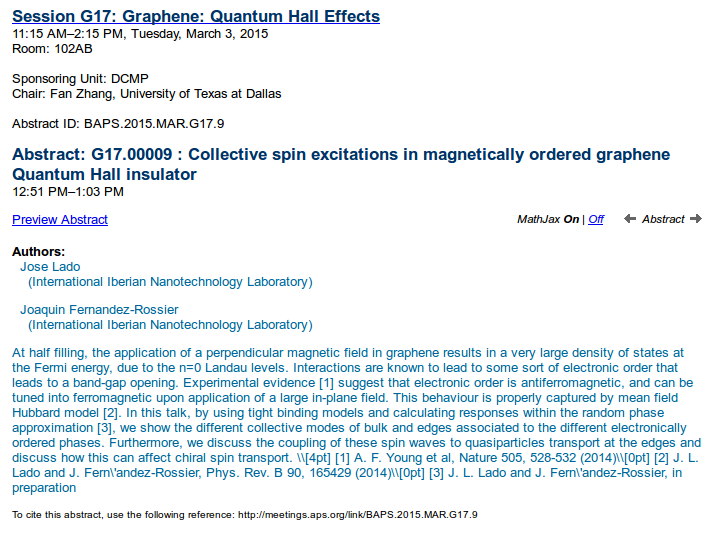 Session G17: Graphene: Quantum Hall Effects
11:15 AM–2:15 PM, Tuesday, March 3, 2015
Room: 102AB
Sponsoring Unit: DCMP
Chair: Fan Zhang, University of Texas at Dallas
Abstract ID: BAPS.2015.MAR.G17.9
Abstract: G17.00009 : Collective spin excitations in magnetically ordered graphene
Quantum Hall insulator
12:51 PM–1:03 PM
Preview Abstract
MathJax On | Off Abstract
Authors:
Jose Lado
(International Iberian Nanotechnology Laboratory)
Joaquin Fernandez-Rossier
(International Iberian Nanotechnology Laboratory)
At half filling, the application of a perpendicular magnetic field in graphene results in a very large density of states at
the Fermi energy, due to the n=0 Landau levels. Interactions are known to lead to some sort of electronic order that
leads to a band-gap opening. Experimental evidence [1] suggest that electronic order is antiferromagnetic, and can be
tuned into ferromagnetic upon application of a large in-plane field. This behaviour is properly captured by mean field
Hubbard model [2]. In this talk, by using tight binding models and calculating responses within the random phase
approximation [3], we show the different collective modes of bulk and edges associated to the different electronically
ordered phases. Furthermore, we discuss the coupling of these spin waves to quasiparticles transport at the edges and
discuss how this can affect chiral spin transport. \\[4pt] [1] A. F. Young et al, Nature 505, 528-532 (2014)\\[0pt] [2] J. L.
Lado and J. Fern\'andez-Rossier, Phys. Rev. B 90, 165429 (2014)\\[0pt] [3] J. L. Lado and J. Fern\'andez-Rossier, in
preparation
To cite this abstract, use the following reference: http://meetings.aps.org/link/BAPS.2015.MAR.G17.9